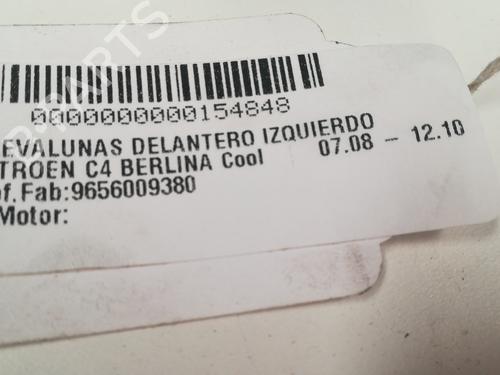 0000000000154848
EVALUNAS DELANTERO IZQUIERDO
TROEN C4 BERLINA Cool 07.08 - 12.10
f.Fab:9656009380
Motor: